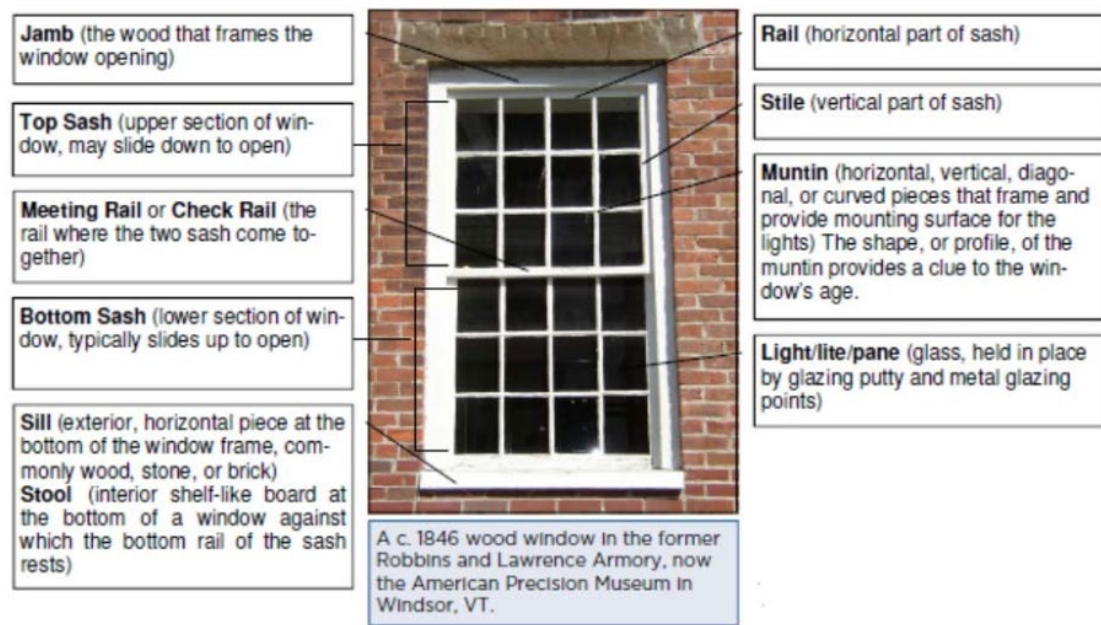 Jamb (the wood that frames the
window opening)
Top Sash (upper section of win-
dow, may slide down to open)
Meeting Rail or Check Rail (the
rail where the two sash come to-
gether)
Bottom Sash (lower section of win-
dow, typically slides up to open)
Sill (exterior, horizontal piece at the
bottom of the window frame, com-
monly wood, stone, or brick)
Stool (interior shelf-like board at
the bottom of a window against
which the bottom rail of the sash
rests)
Rail (horizontal part of sash)
Stile (vertical part of sash)
Muntin (horizontal, vertical, diago-
nal, or curved pieces that frame and
provide mounting surface for the
lights) The shape, or profile, of the
muntin provides a clue to the win-
dow's age.
Light/lite/pane (glass, held in place
by glazing putty and metal glazing
points)
A c. 1846 wood window in the former
Robbins and Lawrence Armory, now
the American Precision Museum in
Windsor, VT.